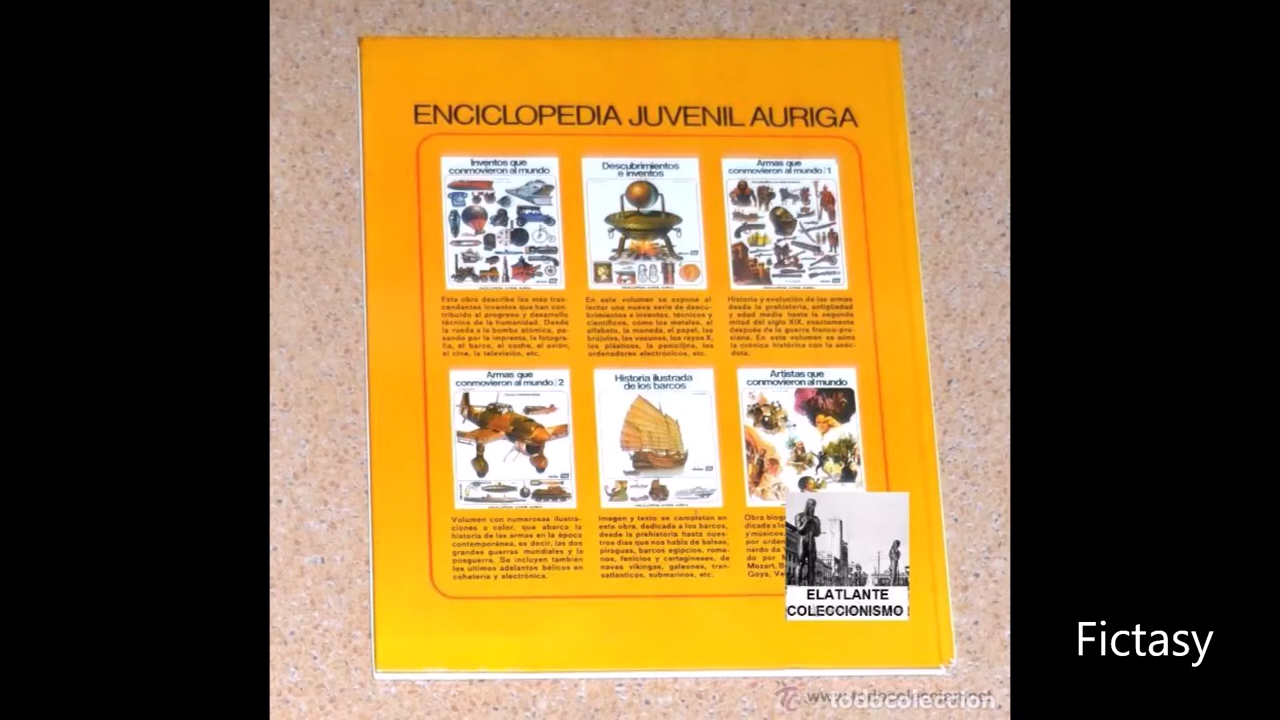 ENCICLOPEDIA JUVENIL AURIGA
Inventos que
conmovieron al mundo
Descubrimientos
e inventos
Armas que
conmovieron al mundo/1
Esta obra describe los más tras-
cendentes inventos que han con-
tribuido al progreso y desarrollo
técnico de la humanidad. Desde
la rueda a la bomba atómica, pa-
sando por la imprenta, la fotogra-
fía, el barco, el coche, el avión,
el cine, la televisión, etc.
En este volumen se expone al
lector una nueva serie de descu-
brimientos e inventos, técnicos y
científicos, como los metales, el
alfabeto, la moneda, el papel, las
brújulas, las vacunas, los rayos X,
los plásticos, la penicilina, los
ordenadores electrónicos, etc.
Historia y evolución de las armas
desde la prehistoria, antigüedad
y edad media hasta la segunda
mitad del siglo XIX, exactamente
después de la guerra franco-pru-
siana. En este volumen se aúna
la crónica histórica con la anéc-
dota.
Armas que
conmovieron al mundo/2
Historia ilustrada
de los barcos
Artistas que
conmovieron al mundo
Volumen con numerosas ilustra-
ciones a color, que abarca la
historia de las armas en la época
contemporánea, es decir, las dos
grandes guerras mundiales y la
posguerra. Se incluyen también
los últimos adelantos bélicos en
cohetería y electrónica.
Imagen y texto se completan en
esta obra, dedicada a los barcos,
desde la prehistoria hasta nues-
tros días que nos habla de balsas,
piraguas, barcos egipcios, roma-
nos, fenicios y cartagineses, de
naves vikingas, galeones, tran-
satlánticos, submarinos, etc.
Obra biog
dicada a lo
y músicos
por orden
nardo da
do por M
Mozart, B
Goya, Ve
ELATLANTE
COLECCIONISMO
Fictasy
www.todocoleccion.net
todocoleccion